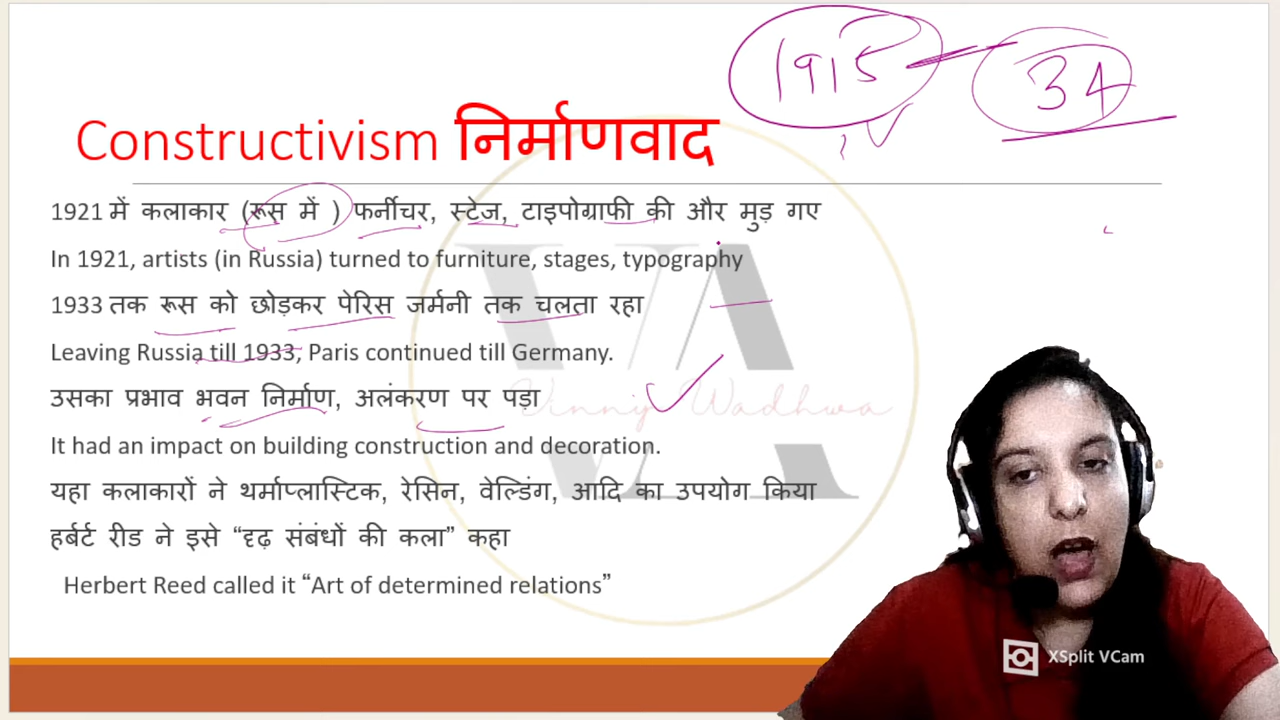 1915 - 34
Constructivism निर्माणवाद
1921 में कलाकार (रूस में ) फर्नीचर, स्टेज, टाइपोग्राफी की और मुड़ गए
In 1921, artists (in Russia) turned to furniture, stages, typography
1933 तक रूस को छोड़कर पेरिस जर्मनी तक चलता रहा
Leaving Russia till 1933, Paris continued till Germany.
उसका प्रभाव भवन निर्माण, अलंकरण पर पड़ा
Vinny Wadhwa
It had an impact on building construction and decoration.
यहा कलाकारों ने थर्माप्लास्टिक, रेसिन, वेल्डिंग, आदि का उपयोग किया
हर्बर्ट रीड ने इसे “दृढ़ संबंधों की कला” कहा
Herbert Reed called it “Art of determined relations”
XSplit VCam